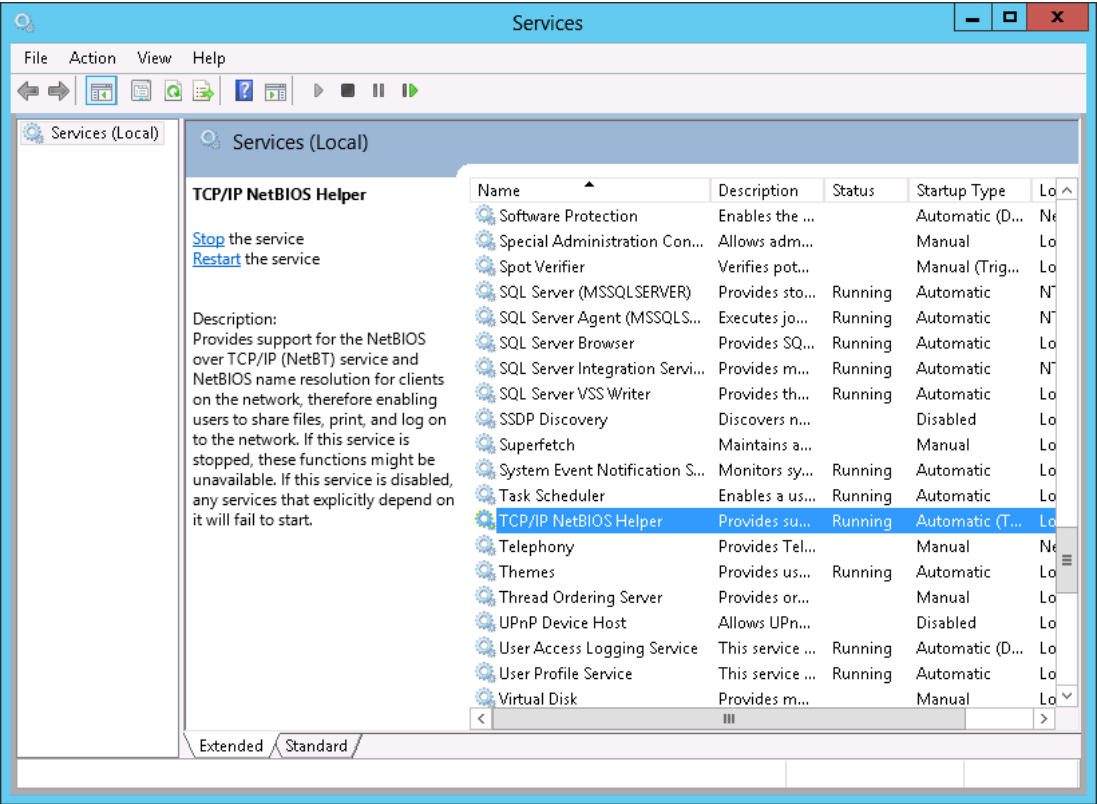 Services
File Action View Help
Services (Local)
Services (Local)
TCP/IP NetBIOS Helper
Stop the service
Restart the service
Description:
Provides support for the NetBIOS
over TCP/IP (NetBT) service and
NetBIOS name resolution for clients
on the network, therefore enabling
users to share files, print, and log on
to the network. If this service is
stopped, these functions might be
unavailable. If this service is disabled,
any services that explicitly depend on
it will fail to start.
Name Description Status Startup Type Lo
Software Protection Enables the ... Automatic (D... Ne
Special Administration Con... Allows adm... Manual Lo
Spot Verifier Verifies pot... Manual (Trig... Lo
SQL Server (MSSQLSERVER) Provides sto... Running Automatic NT
SQL Server Agent (MSSQLS... Executes jo... Running Automatic NT
SQL Server Browser Provides SQ... Running Automatic Lo
SQL Server Integration Servi... Provides m... Running Automatic NT
SQL Server VSS Writer Provides th... Running Automatic Lo
SSDP Discovery Discovers n... Disabled Lo
Superfetch Maintains a... Manual Lo
System Event Notification S... Monitors sy... Running Automatic Lo
Task Scheduler Enables a us... Running Automatic Lo
TCP/IP NetBIOS Helper Provides su... Running Automatic (T... Lo
Telephony Provides Tel... Manual Ne
Themes Provides us... Running Automatic Lo
Thread Ordering Server Provides or... Manual Lo
UPnP Device Host Allows UPn... Disabled Lo
User Access Logging Service This service ... Running Automatic (D... Lo
User Profile Service This service ... Running Automatic Lo
Virtual Disk Provides m... Manual Lo
Extended Standard